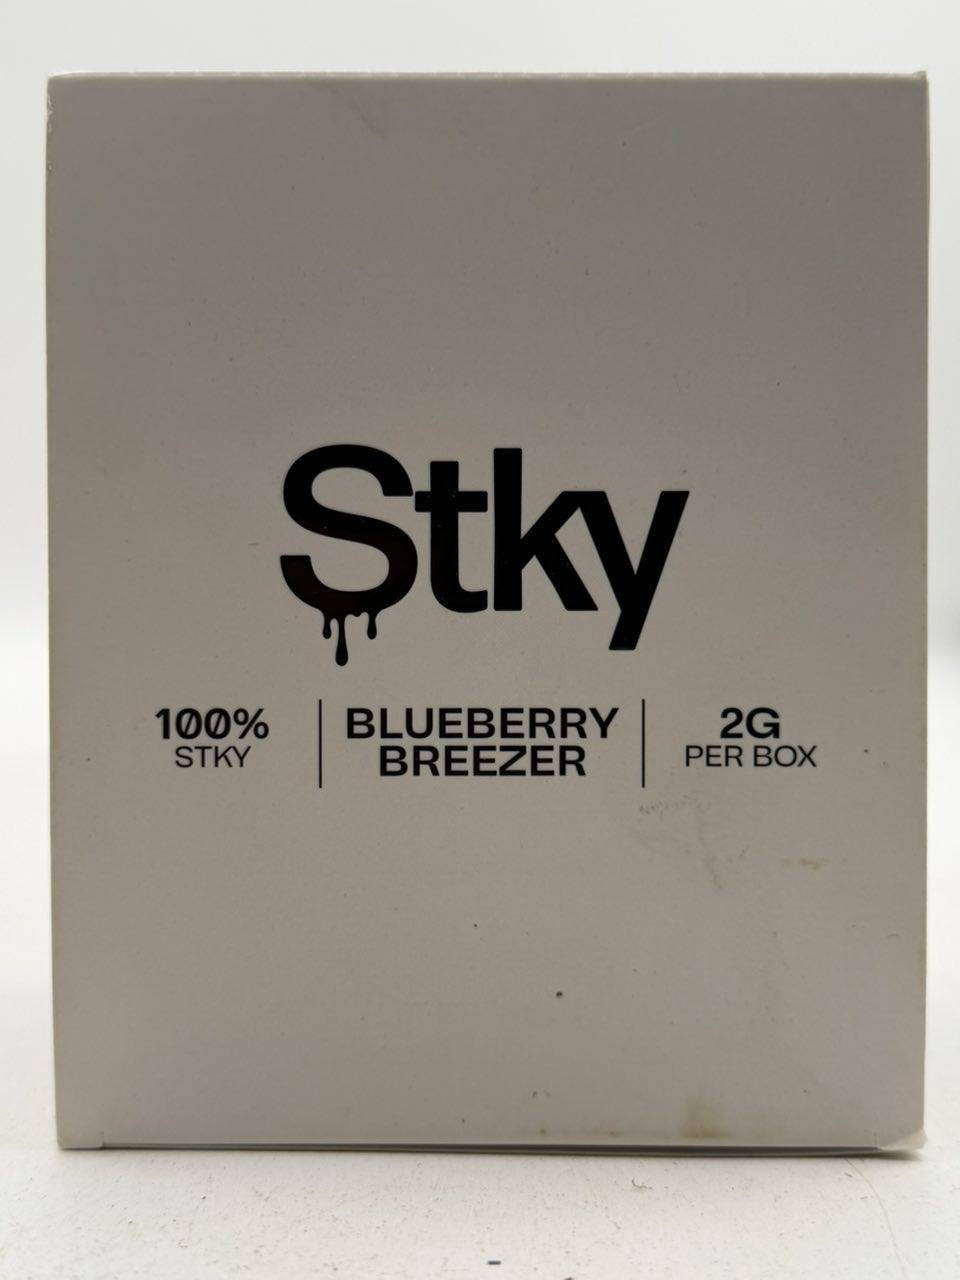 Stky
100%
STKY
BLUEBERRY
BREEZER
2G
PER BOX